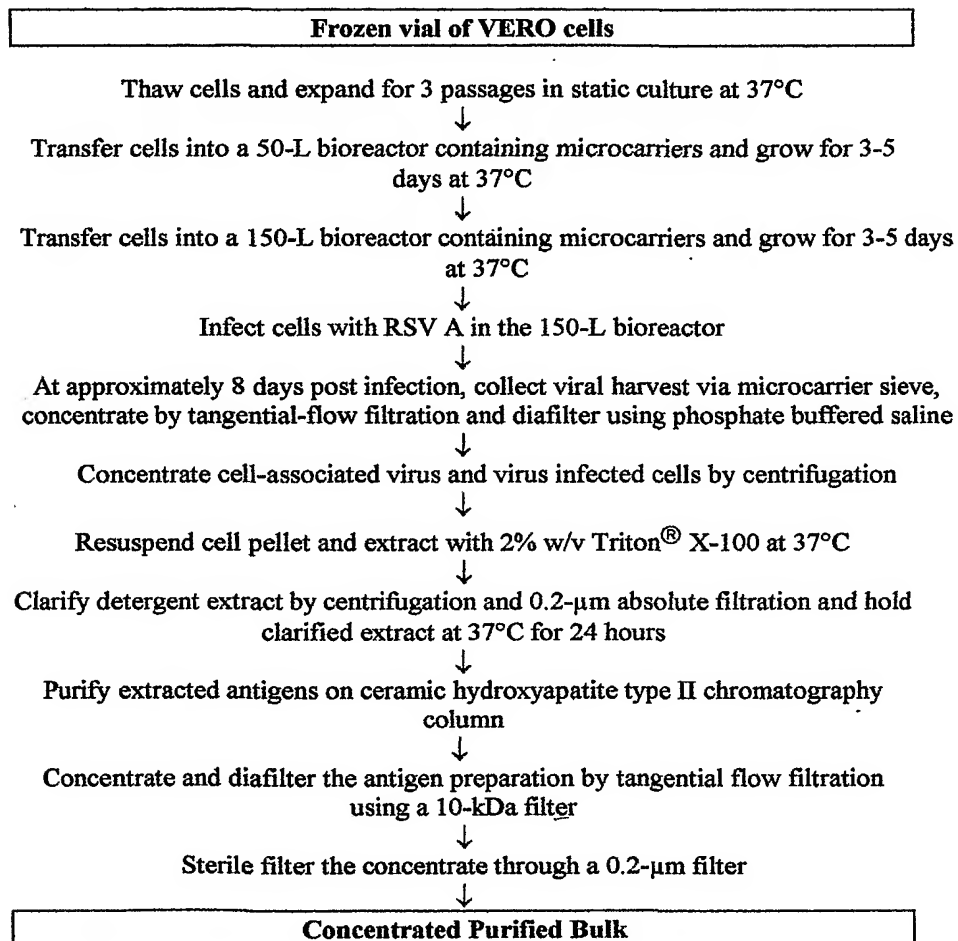 Frozen vial of VERO cells
Thaw cells and expand for 3 passages in static culture at 37°C
↓
Transfer cells into a 50-L bioreactor containing microcarriers and grow for 3-5
days at 37°C
↓
Transfer cells into a 150-L bioreactor containing microcarriers and grow for 3-5 days
at 37°C
↓
Infect cells with RSV A in the 150-L bioreactor
↓
At approximately 8 days post infection, collect viral harvest via microcarrier sieve,
concentrate by tangential-flow filtration and diafilter using phosphate buffered saline
↓
Concentrate cell-associated virus and virus infected cells by centrifugation
↓
Resuspend cell pellet and extract with 2% w/v Triton® X-100 at 37°C
↓
Clarify detergent extract by centrifugation and 0.2-µm absolute filtration and hold
clarified extract at 37°C for 24 hours
↓
Purify extracted antigens on ceramic hydroxyapatite type II chromatography
column
↓
Concentrate and diafilter the antigen preparation by tangential flow filtration
using a 10-kDa filter
↓
Sterile filter the concentrate through a 0.2-µm filter
↓
Concentrated Purified Bulk